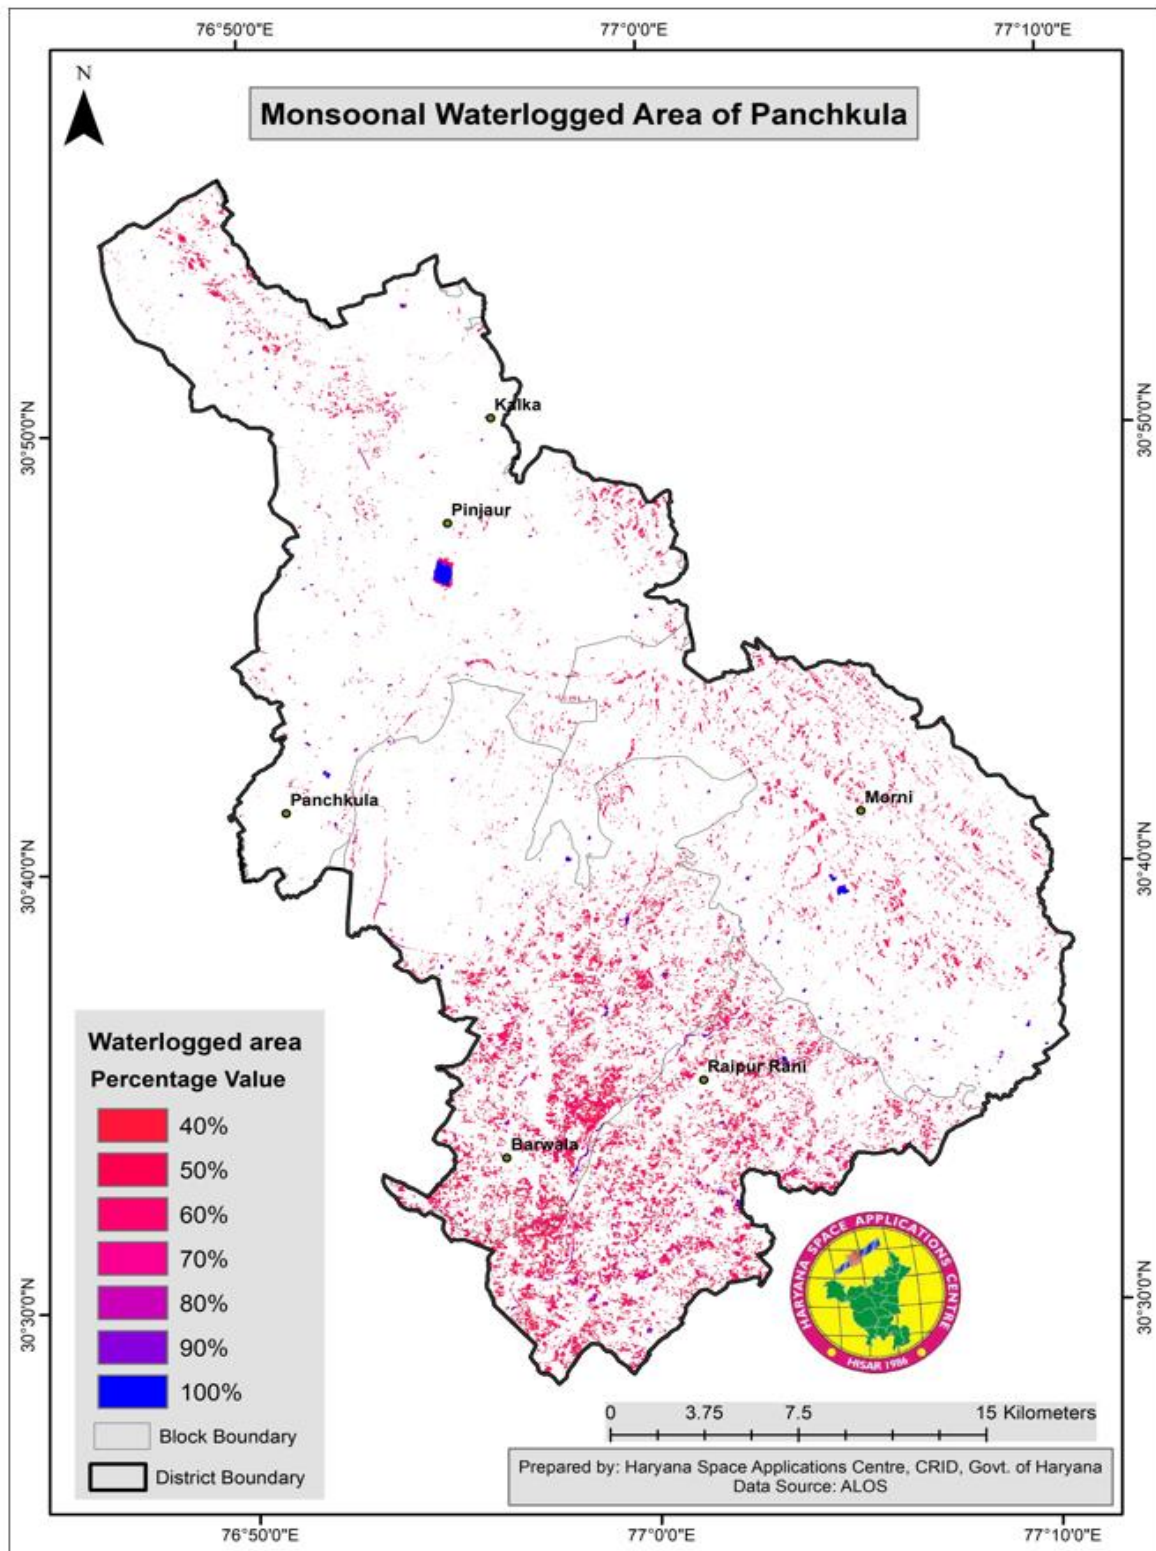 76°50'0"E
77°0'0"E
77°10'0"E
N
Monsoonal Waterlogged Area of Panchkula
Kalka
30°50'0"N
30°50'0"N
Pinjaur
Panchkula
Morni
30°40'0"N
30°40'0"N
Waterlogged area
Percentage Value
40%
50%
60%
70%
80%
90%
100%
Block Boundary
District Boundary
Raipur Rani
Barwala
30°30'0"N
30°30'0"N
HARYANA SPACE APPLICATIONS CENTRE
HISAR 1986
0 3.75 7.5 15 Kilometers
Prepared by: Haryana Space Applications Centre, CRID, Govt. of Haryana
Data Source: ALOS
76°50'0"E
77°0'0"E
77°10'0"E